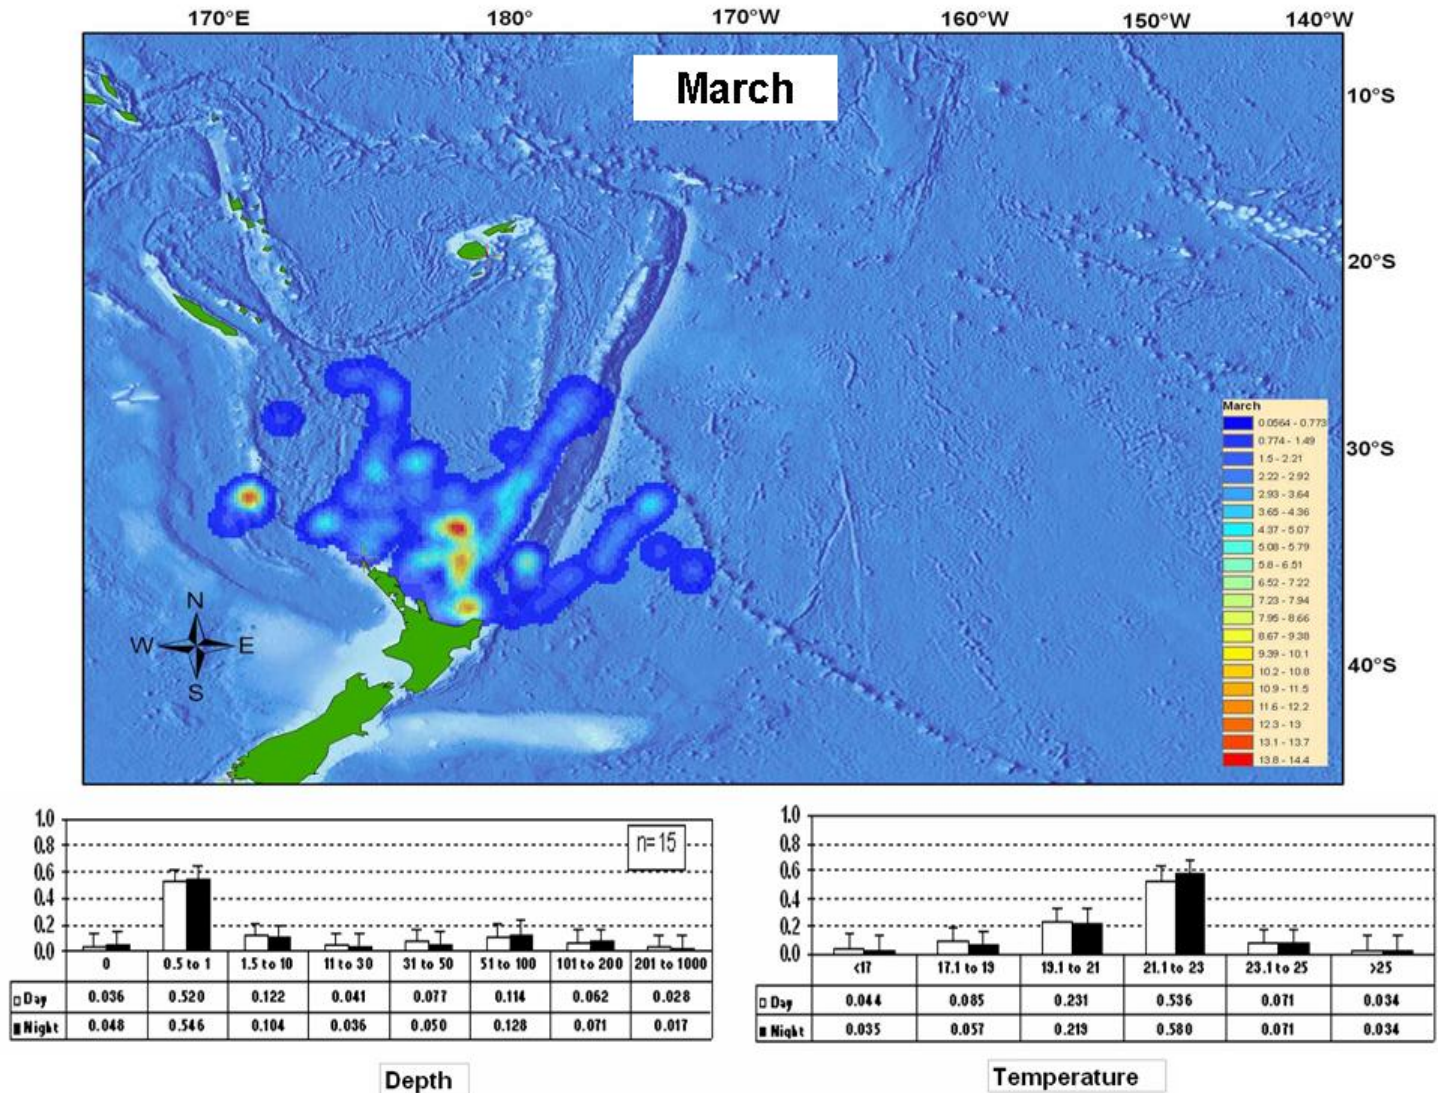 170°E 180° 170°W 160°W 150°W 140°W
March
10°S
20°S
30°S
40°S
N
W E
S
March
0.0564 - 0.773
0.774 - 1.49
1.5 - 2.21
2.22 - 2.92
2.93 - 3.64
3.65 - 4.36
4.37 - 5.07
5.08 - 5.79
5.8 - 6.51
6.52 - 7.22
7.23 - 7.94
7.95 - 8.66
8.67 - 9.38
9.39 - 10.1
10.2 - 10.8
10.9 - 11.5
11.6 - 12.2
12.3 - 13
13.1 - 13.7
13.8 - 14.4
1.0
0.8
0.6
0.4
0.2
0.0
n=15
0 0.5 to 1 1.5 to 10 11 to 30 31 to 50 51 to 100 101 to 200 201 to 1000
Day 0.036 0.520 0.122 0.041 0.077 0.114 0.062 0.028
Night 0.048 0.546 0.104 0.036 0.050 0.128 0.071 0.017
Depth
1.0
0.8
0.6
0.4
0.2
0.0
<17 17.1 to 19 19.1 to 21 21.1 to 23 23.1 to 25 >25
Day 0.044 0.085 0.231 0.536 0.071 0.034
Night 0.035 0.057 0.213 0.580 0.071 0.034
Temperature